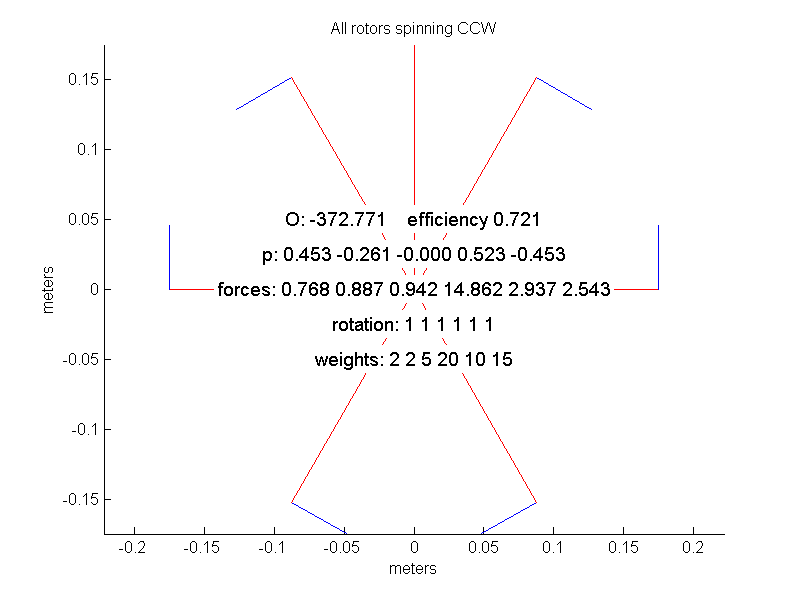 All rotors spinning CCW
0.15
0.1
0.05
0
-0.05
-0.1
-0.15
meters
O: -372.771 efficiency 0.721
p: 0.453 -0.261 -0.000 0.523 -0.453
forces: 0.768 0.887 0.942 14.862 2.937 2.543
rotation: 1 1 1 1 1 1
weights: 2 2 5 20 10 15
-0.2 -0.15 -0.1 -0.05 0 0.05 0.1 0.15 0.2
meters